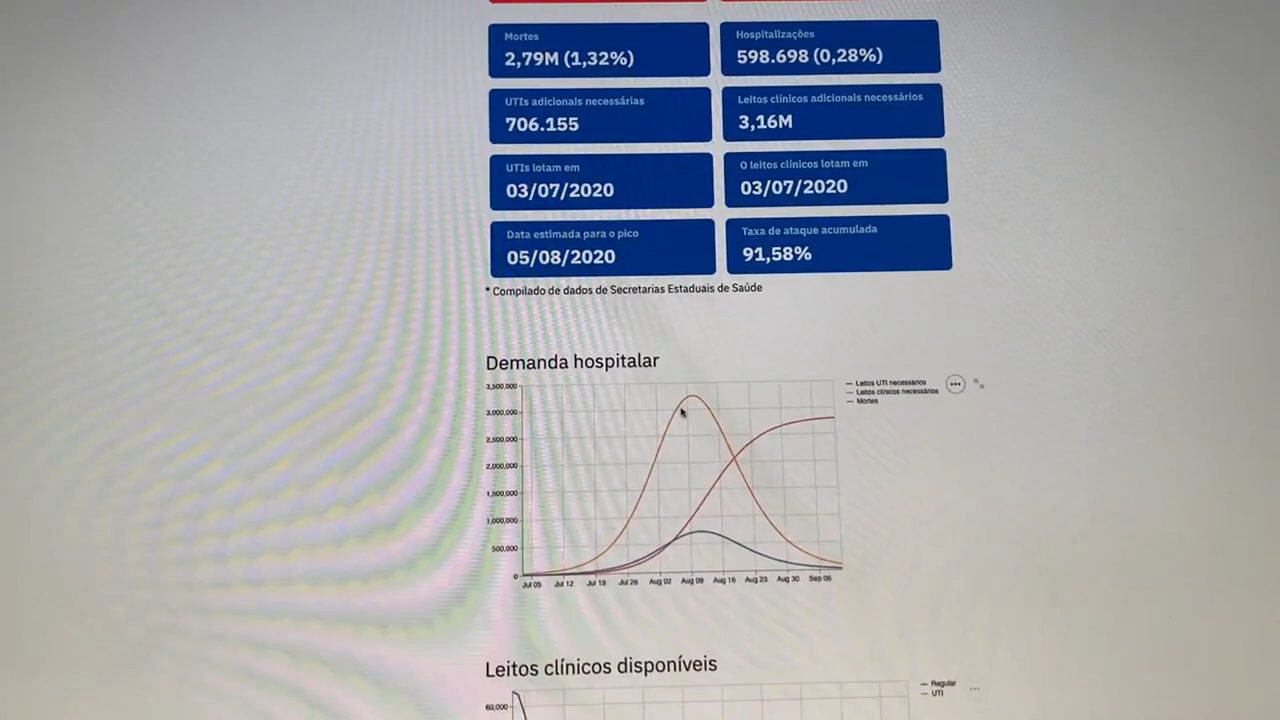 Mortes
2,79M (1,32%)
Hospitalizações
598.698 (0,28%)
UTIs adicionais necessárias
706.155
Leitos clínicos adicionais necessários
3,16M
UTIs lotam em
03/07/2020
O leitos clínicos lotam em
03/07/2020
Data estimada para o pico
05/08/2020
Taxa de ataque acumulada
91,58%
* Compilado de dados de Secretarias Estaduais de Saúde
Demanda hospitalar
3,500,000
3,000,000
2,500,000
2,000,000
1,500,000
1,000,000
500,000
0
Jul 05 Jul 12 Jul 19 Jul 26 Aug 02 Aug 09 Aug 16 Aug 23 Aug 30 Sep 06
Leitos UTI necessários
Leitos clínicos necessários
Mortes
Leitos clínicos disponíveis
60,000
Regular
UTI